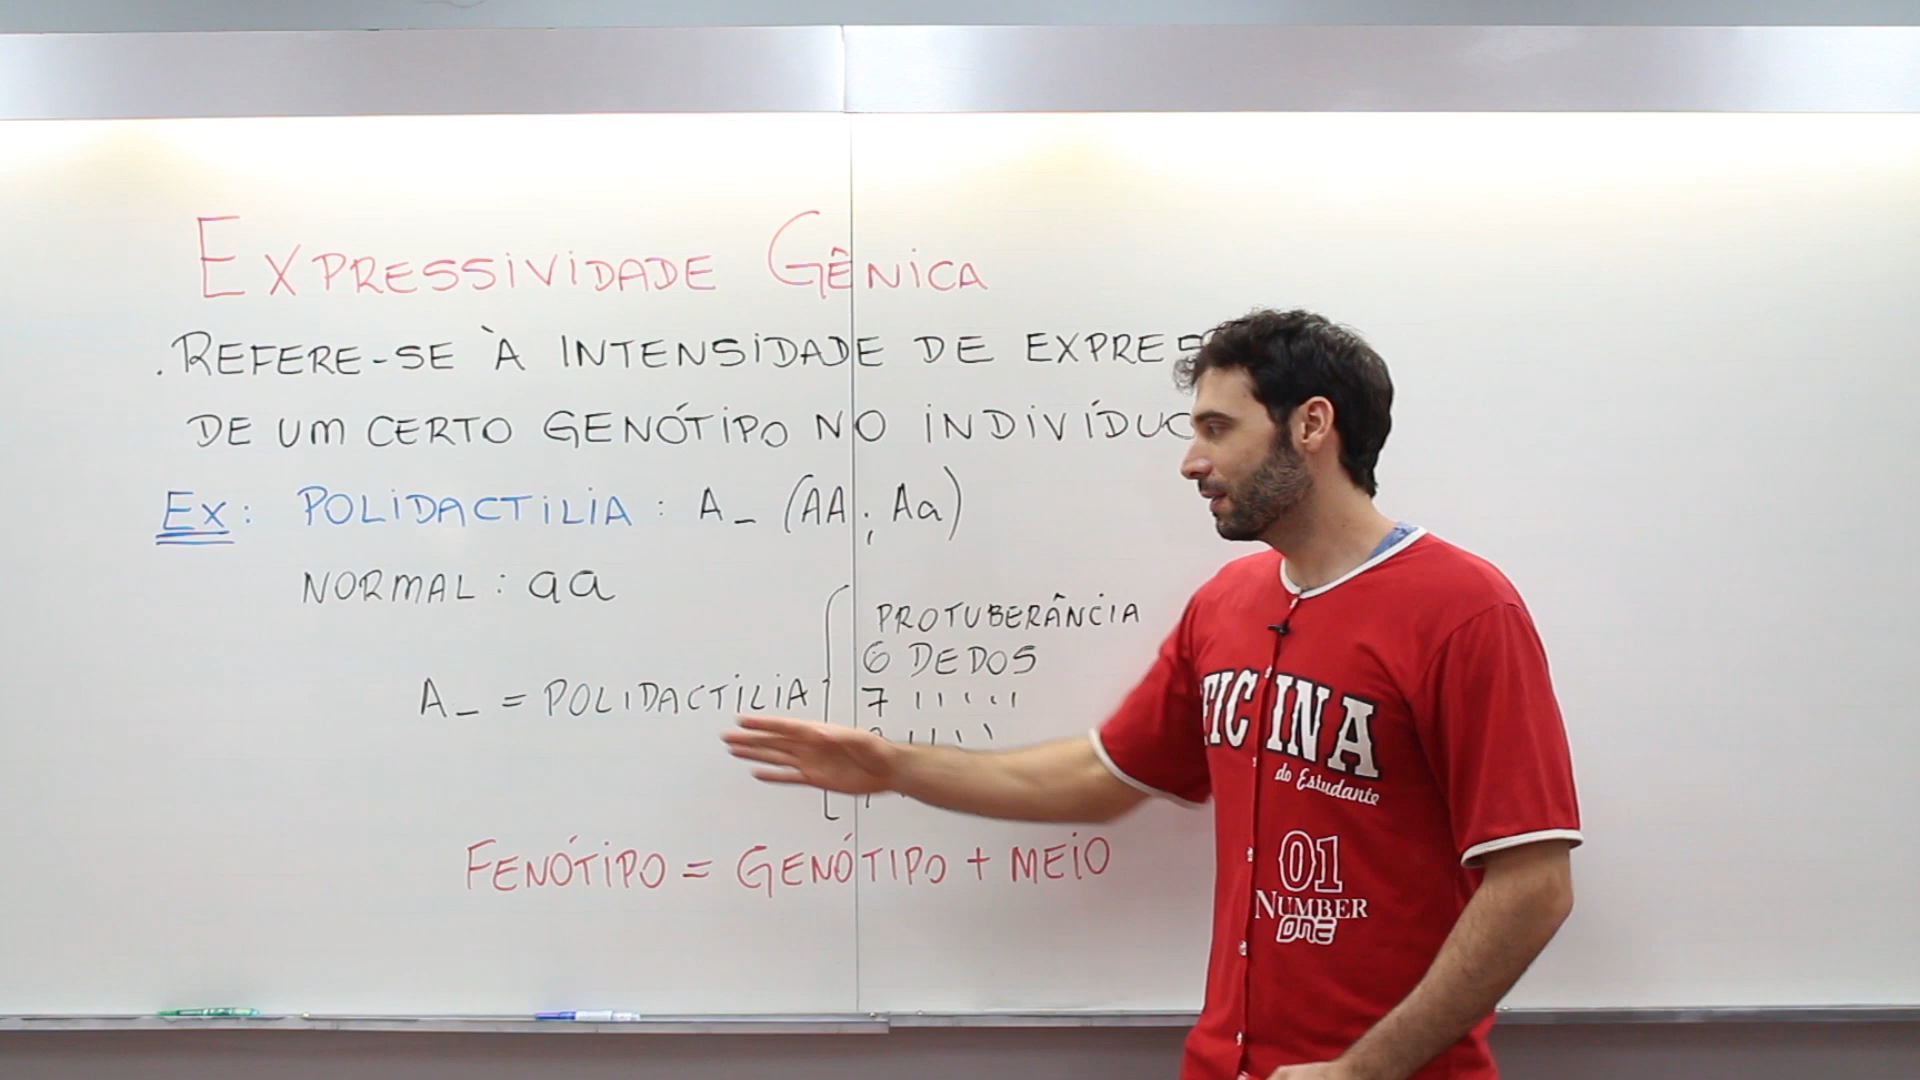 EXPRESSIVIDADE GÊNICA
. REFERE-SE À INTENSIDADE DE EXPRES
DE UM CERTO GENÓTIPO NO INDIVÍDUO
Ex: POLIDACTILIA : A_ (AA ; Aa)
NORMAL : aa
A_ = POLIDACTILIA
PROTUBERÂNCIA
6 DEDOS
7 '' '' '
FENÓTIPO = GENÓTIPO + MEIO
FICINA
do Estudante
01
NUMBER
ONE